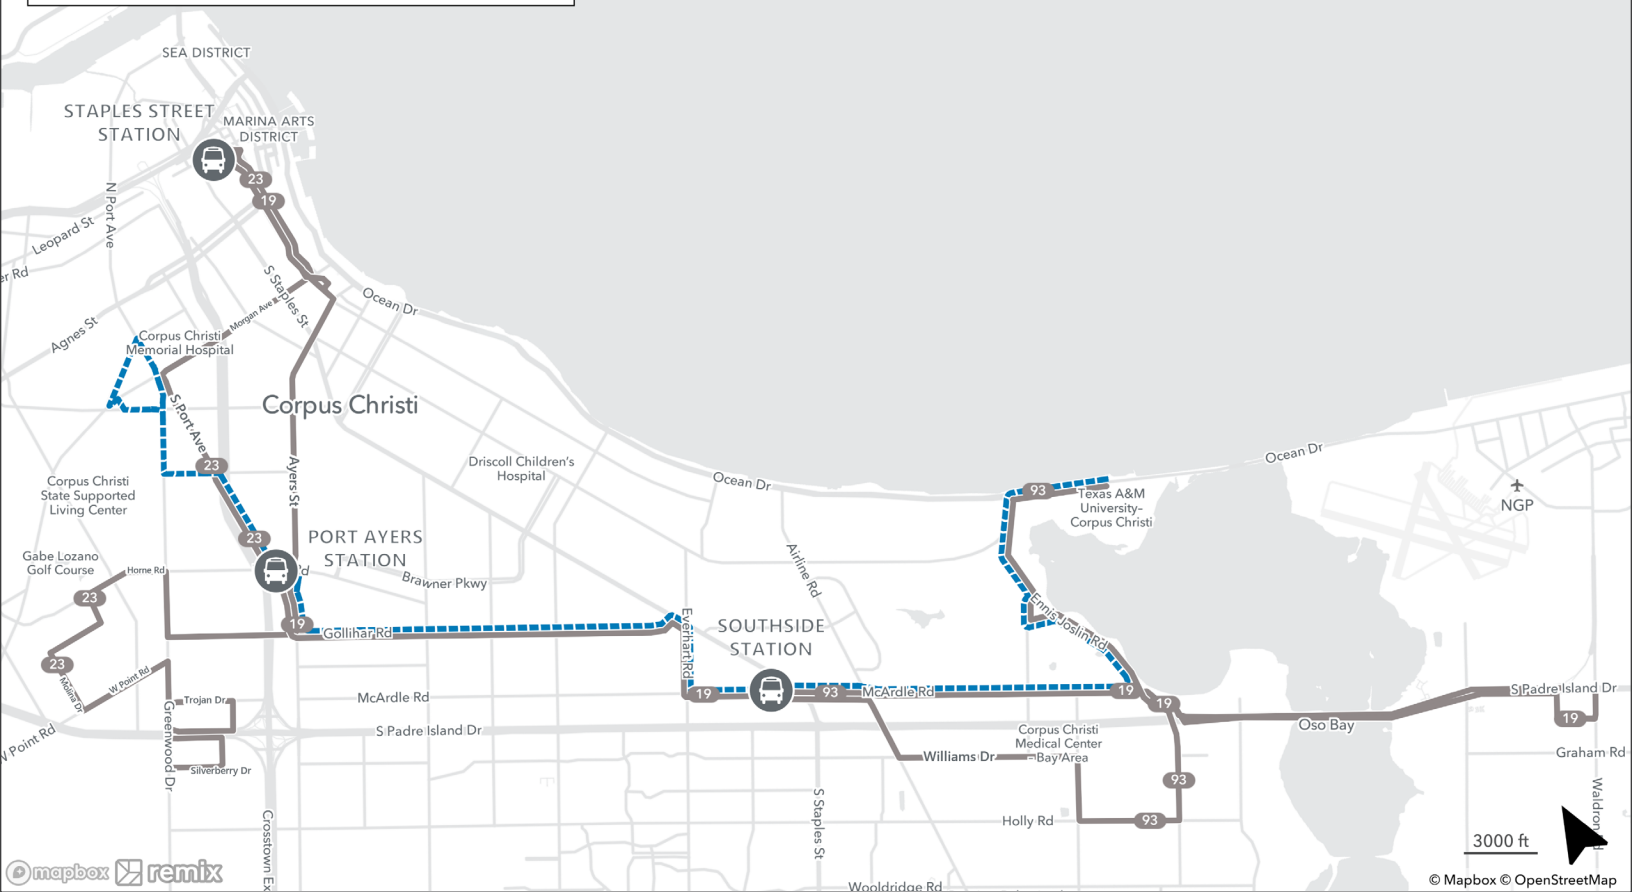 SEA DISTRICT
STAPLES STREET
STATION
MARINA ARTS
DISTRICT
23
19
N Port Ave
Leopard St
er Rd
S Staples St
Ocean Dr
Morgan Ave
Agnes St
Corpus Christi
Memorial Hospital
S Port Ave
Corpus Christi
23
Ayers St
Driscoll Children's
Hospital
Ocean Dr
Ocean Dr
93
Texas A&M
University-
Corpus Christi
NGP
Corpus Christi
State Supported
Living Center
23
PORT AYERS
STATION
Gabe Lozano
Golf Course
Horne Rd
Rd
Brawner Pkwy
Airline Rd
23
19
Gollihar Rd
Everhart Rd
SOUTHSIDE
STATION
Ennis Joslin Rd
23
Molina Dr
W Point Rd
Trojan Dr
McArdle Rd
19
93
McArdle Rd
19
19
S Padre Island Dr
19
W Point Rd
Greenwood Dr
S Padre Island Dr
Oso Bay
Corpus Christi
Medical Center
Bay Area
Williams Dr
Graham Rd
Silverberry Dr
93
Crosstown Ex
S Staples St
Holly Rd
93
Waldron Rd
3000 ft
mapbox remix
Wooldridge Rd
© Mapbox © OpenStreetMap